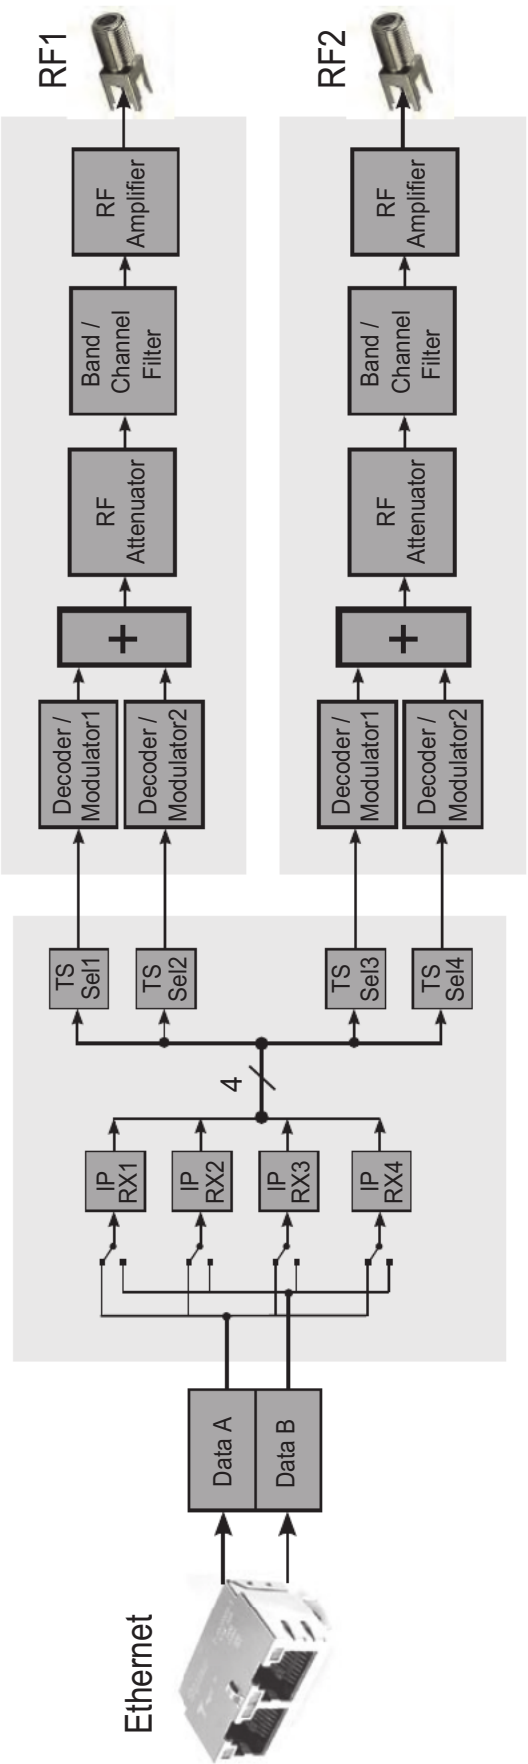 Ethernet
Data A
Data B
IP
RX1
IP
RX2
IP
RX3
IP
RX4
4
TS
Sel1
TS
Sel2
TS
Sel3
TS
Sel4
Decoder /
Modulator1
Decoder /
Modulator2
+
RF
Attenuator
Band /
Channel
Filter
RF
Amplifier
RF1
Decoder /
Modulator1
Decoder /
Modulator2
+
RF
Attenuator
Band /
Channel
Filter
RF
Amplifier
RF2